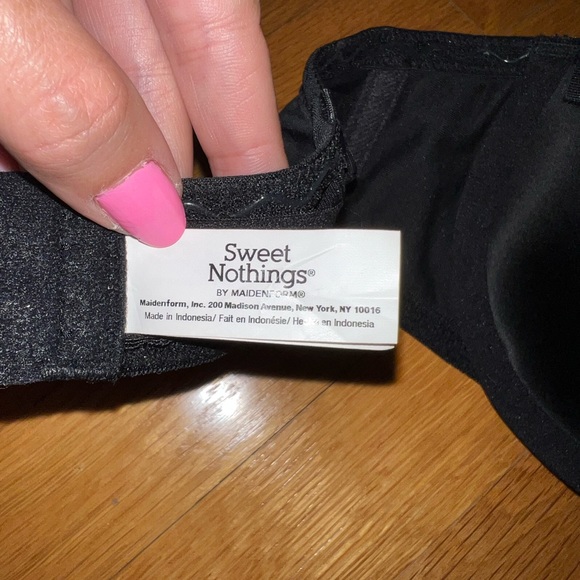 Sweet
Nothings®
BY MAIDENFORM®
Maidenform, Inc. 200 Madison Avenue, New York, NY 10016
Made in Indonesia/ Fait en Indonésie/ Hecho en Indonesia